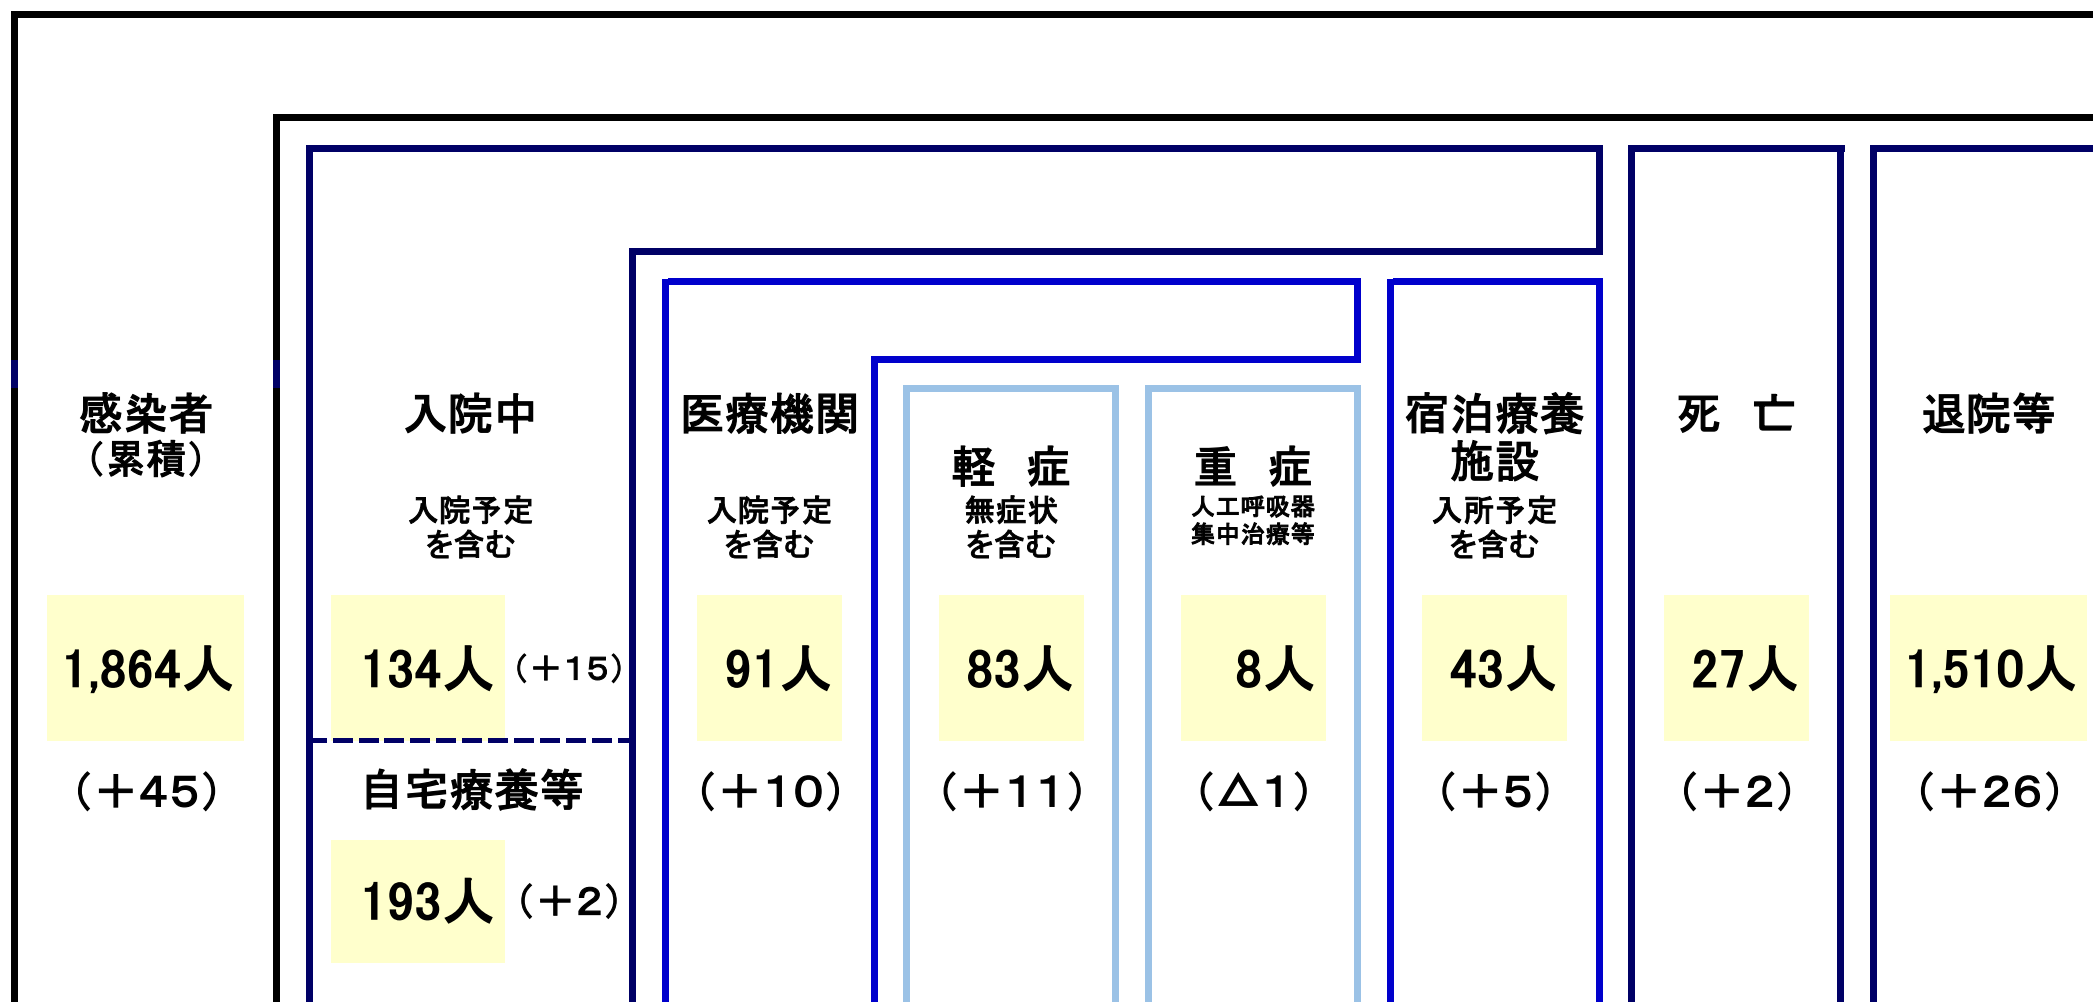 感染者
（累積）
1,864人
（＋45）
入院中
入院予定
を含む
134人（＋15）
自宅療養等
193人（＋2）
医療機関
入院予定
を含む
91人
（＋10）
軽　症
無症状
を含む
83人
（＋11）
重　症
人工呼吸器
集中治療等
8人
（△1）
宿泊療養
施設
入所予定
を含む
43人
（＋5）
死　亡
27人
（＋2）
退院等
1,510人
（＋26）